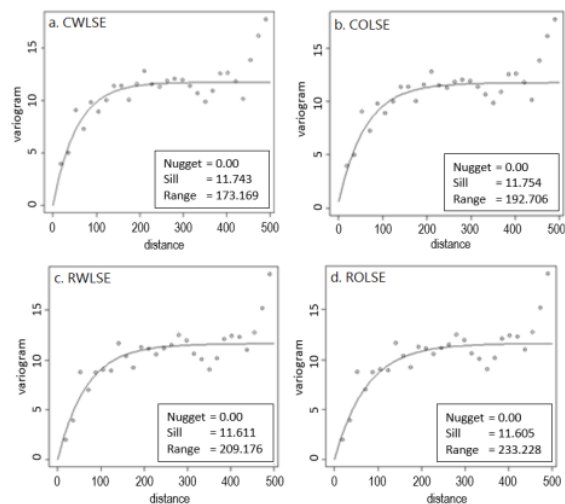 a. CWLSE
variogram
15
10
5
0
Nugget = 0.00
Sill = 11.743
Range = 173.169
0 100 200 300 400 500
distance
b. COLSE
variogram
15
10
5
0
Nugget = 0.00
Sill = 11.754
Range = 192.706
0 100 200 300 400 500
distance
c. RWLSE
variogram
15
10
5
0
Nugget = 0.00
Sill = 11.611
Range = 209.176
0 100 200 300 400 500
distance
d. ROLSE
variogram
15
10
5
0
Nugget = 0.00
Sill = 11.605
Range = 233.228
0 100 200 300 400 500
distance